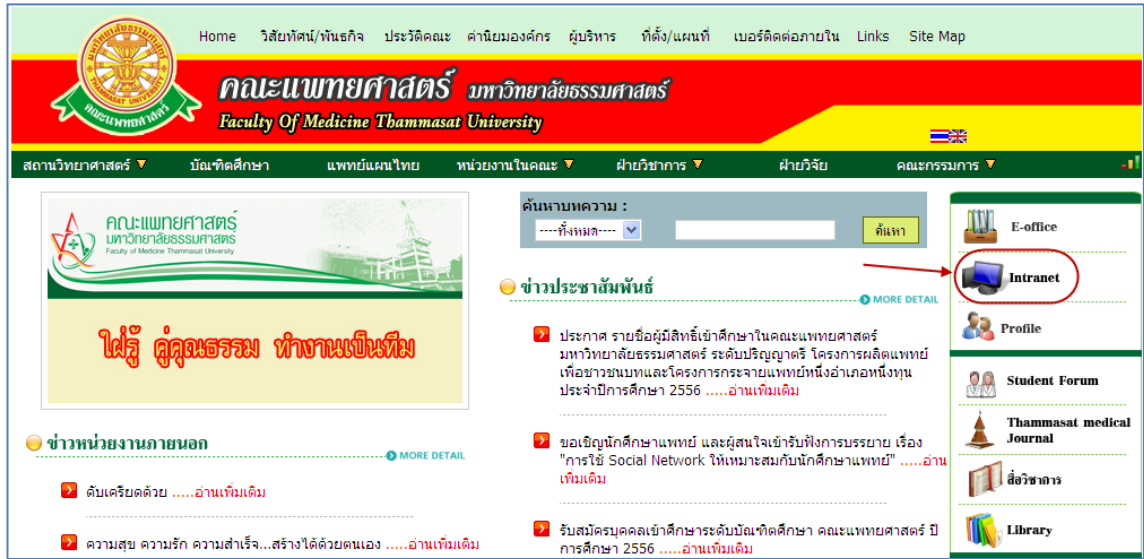 Home วิสัยทัศน์/พันธกิจ ประวัติคณะ ค่านิยมองค์กร ผู้บริหาร ที่ตั้ง/แผนที่ เบอร์ติดต่อภายใน Links Site Map
คณะแพทยศาสตร์ มหาวิทยาลัยธรรมศาสตร์
Faculty Of Medicine Thammasat University
มหาวิทยาลัยธรรมศาสตร์
THAMMASAT UNIVERSITY
คณะแพทยศาสตร์
สถานวิทยาศาสตร์ บัณฑิตศึกษา แพทย์แผนไทย หน่วยงานในคณะ ฝ่ายวิชาการ ฝ่ายวิจัย คณะกรรมการ
คณะแพทยศาสตร์
มหาวิทยาลัยธรรมศาสตร์
Faculty of Medicine Thammasat University
ใฝ่รู้ คู่คุณธรรม ทำงานเป็นทีม
ข่าวหน่วยงานภายนอก
MORE DETAIL
ดับเครียดด้วย .....อ่านเพิ่มเติม
ความสุข ความรัก ความสำเร็จ...สร้างได้ด้วยตนเอง .....อ่านเพิ่มเติม
ค้นหาบทความ :
----ทั้งหมด---- ค้นหา
ข่าวประชาสัมพันธ์
MORE DETAIL
ประกาศ รายชื่อผู้มีสิทธิ์เข้าศึกษาในคณะแพทยศาสตร์
มหาวิทยาลัยธรรมศาสตร์ ระดับปริญญาตรี โครงการผลิตแพทย์
เพื่อชาวชนบทและโครงการกระจายแพทย์หนึ่งอำเภอหนึ่งทุน
ประจำปีการศึกษา 2556 .....อ่านเพิ่มเติม
ขอเชิญนักศึกษาแพทย์ และผู้สนใจเข้ารับฟังการบรรยาย เรื่อง
"การใช้ Social Network ให้เหมาะสมกับนักศึกษาแพทย์" .....อ่าน
เพิ่มเติม
รับสมัครบุคคลเข้าศึกษาระดับบัณฑิตศึกษา คณะแพทยศาสตร์ ปี
การศึกษา 2556 .....อ่านเพิ่มเติม
E-office
Intranet
Profile
Student Forum
Thammasat medical
Journal
สื่อวิชาการ
Library